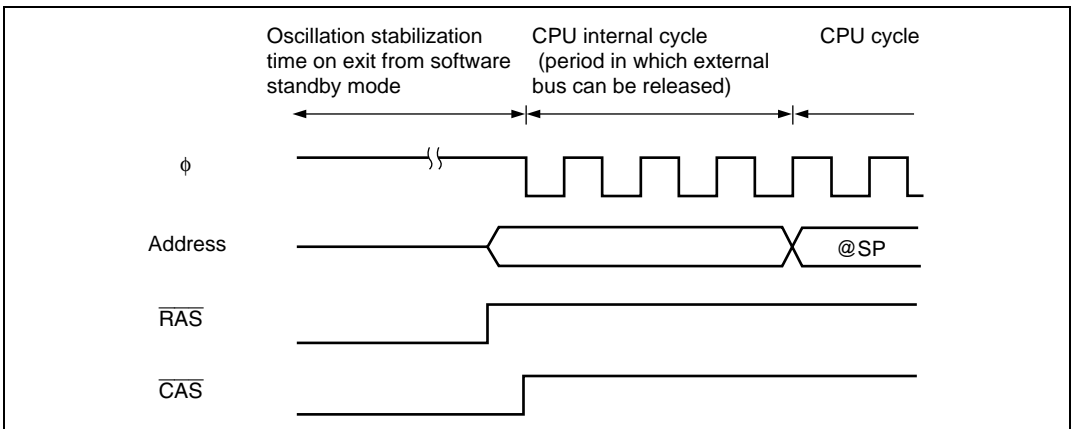 Oscillation stabilization
time on exit from software
standby mode
CPU internal cycle
(period in which external
bus can be released)
CPU cycle
φ
Address
@SP
RAS
CAS